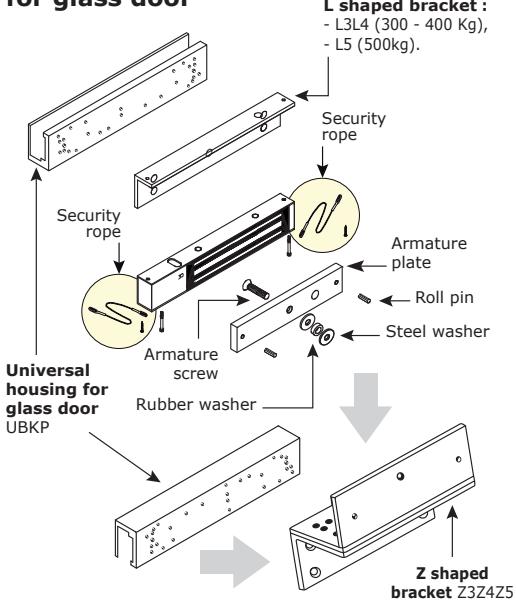 for glass door
L shaped bracket :
- L3L4 (300 - 400 Kg),
- L5 (500kg).
Security
rope
Security
rope
Armature
plate
Roll pin
Steel washer
Armature
screw
Rubber washer
Universal
housing for
glass door
UBKP
Z shaped
bracket Z3Z4Z5